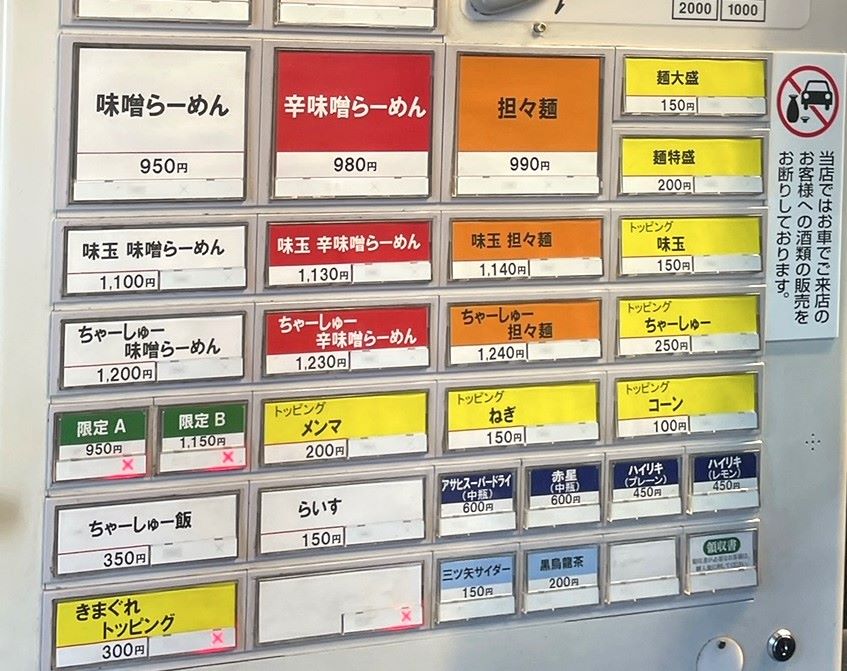 2000 1000
味噌らーめん
950円
辛味噌らーめん
980円
担々麺
990円
麺大盛
150円
麺特盛
200円
味玉 味噌らーめん
1,100円
味玉 辛味噌らーめん
1,130円
味玉 担々麺
1,140円
トッピング
味玉
150円
ちゃーしゅー
味噌らーめん
1,200円
ちゃーしゅー
辛味噌らーめん
1,230円
ちゃーしゅー
担々麺
1,240円
トッピング
ちゃーしゅー
250円
限定 A
950円
限定 B
1,150円
トッピング
メンマ
200円
トッピング
ねぎ
150円
トッピング
コーン
100円
ちゃーしゅー飯
350円
らいす
150円
アサヒスーパードライ
(中瓶)
600円
赤星
(中瓶)
600円
ハイリキ
(プレーン)
450円
ハイリキ
(レモン)
450円
きまぐれ
トッピング
300円
三ツ矢サイダー
150円
黒烏龍茶
200円
領収書
当店ではお車でご来店の
お客様への酒類の販売を
お断りしております。